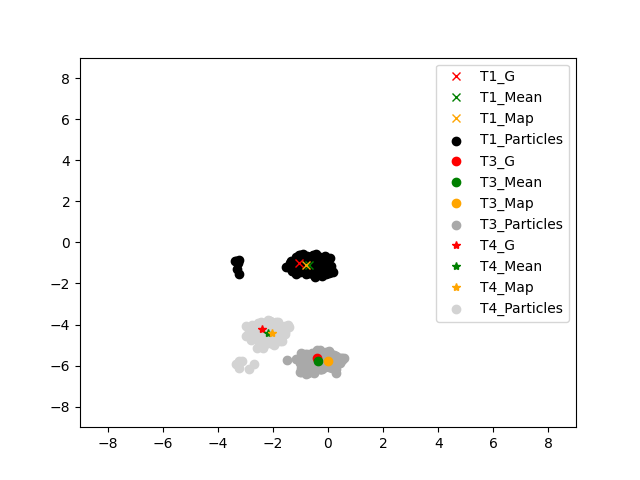 8
6
4
2
0
−2
−4
−6
−8
−8
−6
−4
−2
0
2
4
6
8
T1_G
T1_Mean
T1_Map
T1_Particles
T3_G
T3_Mean
T3_Map
T3_Particles
T4_G
T4_Mean
T4_Map
T4_Particles